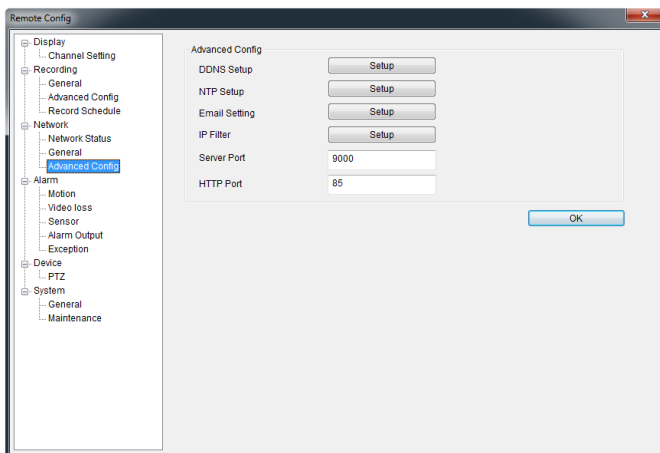 Remote Config
Display
Channel Setting
Recording
General
Advanced Config
Record Schedule
Network
Network Status
General
Advanced Config
Alarm
Motion
Video loss
Sensor
Alarm Output
Exception
Device
PTZ
System
General
Maintenance
Advanced Config
DDNS Setup Setup
NTP Setup Setup
Email Setting Setup
IP Filter Setup
Server Port 9000
HTTP Port 85
OK